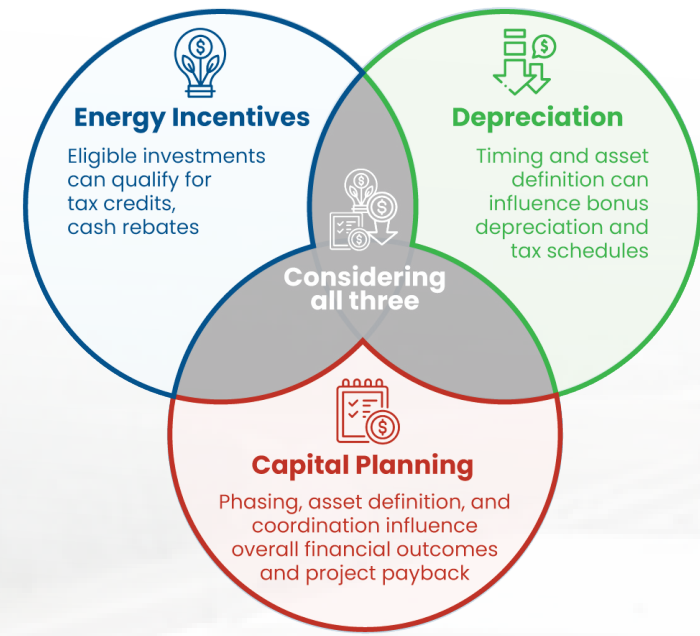 Energy Incentives
Eligible investments
can qualify for
tax credits,
cash rebates
Depreciation
Timing and asset
definition can
influence bonus
depreciation and
tax schedules
Considering
all three
Capital Planning
Phasing, asset definition, and
coordination influence
overall financial outcomes
and project payback